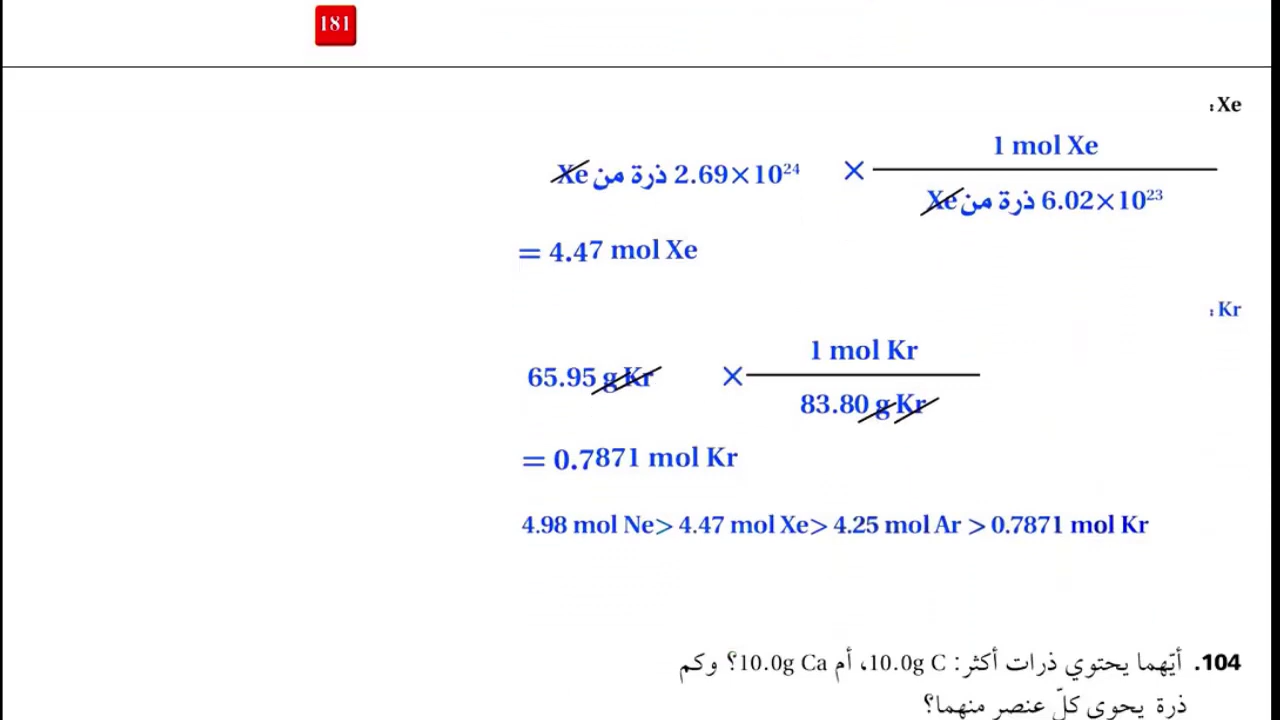 181
Xe:
2.69×10²⁴ ذرة من Xe × 1 mol Xe / 6.02×10²³ ذرة من Xe
= 4.47 mol Xe
Kr:
65.95 g Kr × 1 mol Kr / 83.80 g Kr
= 0.7871 mol Kr
4.98 mol Ne> 4.47 mol Xe> 4.25 mol Ar > 0.7871 mol Kr
104. أيّهما يحتوي ذرات أكثر: 10.0g C، أم 10.0g Ca؟ وكم
ذرة يحوي كلّ عنصر منهما؟